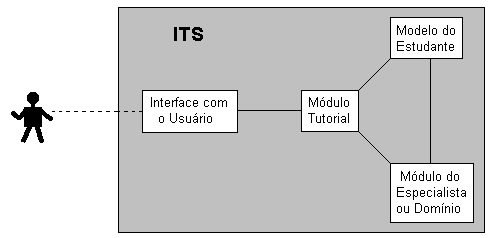 ITS
Modelo do
Estudante
Interface com
o Usuário
Módulo
Tutorial
Módulo do
Especialista
ou Domínio